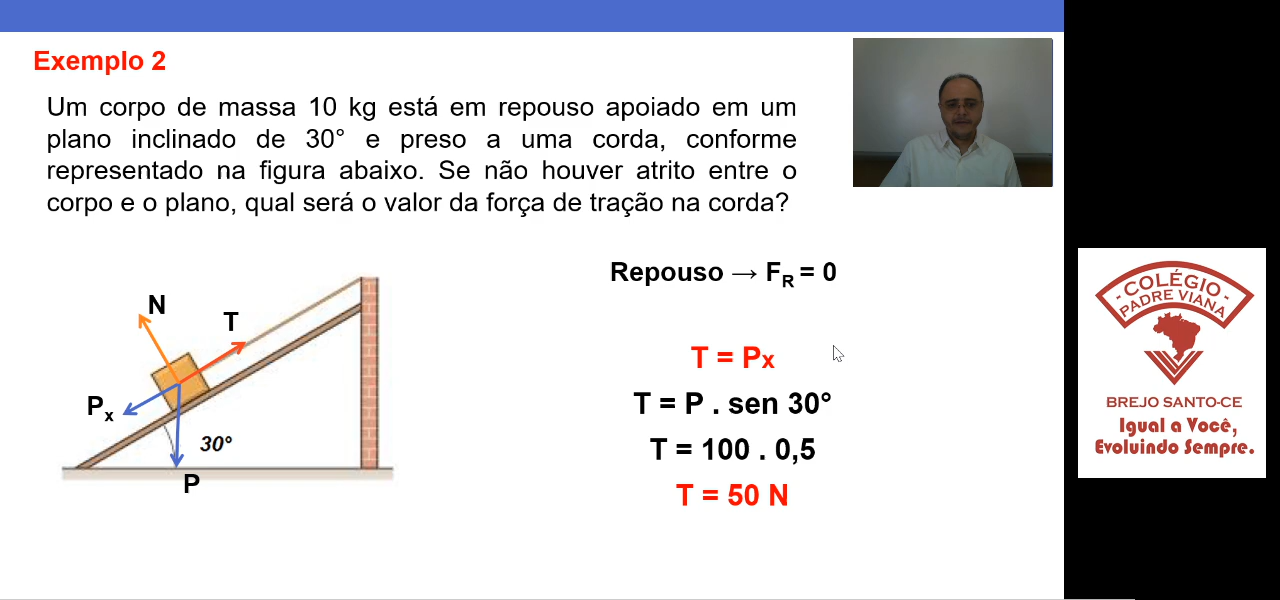 Exemplo 2
Um corpo de massa 10 kg está em repouso apoiado em um
plano inclinado de 30° e preso a uma corda, conforme
representado na figura abaixo. Se não houver atrito entre o
corpo e o plano, qual será o valor da força de tração na corda?
N
T
Px
30°
P
Repouso → FR = 0
T = Px
T = P . sen 30°
T = 100 . 0,5
T = 50 N
- COLÉGIO -
PADRE VIANA
BREJO SANTO-CE
Igual a Você,
Evoluindo Sempre.